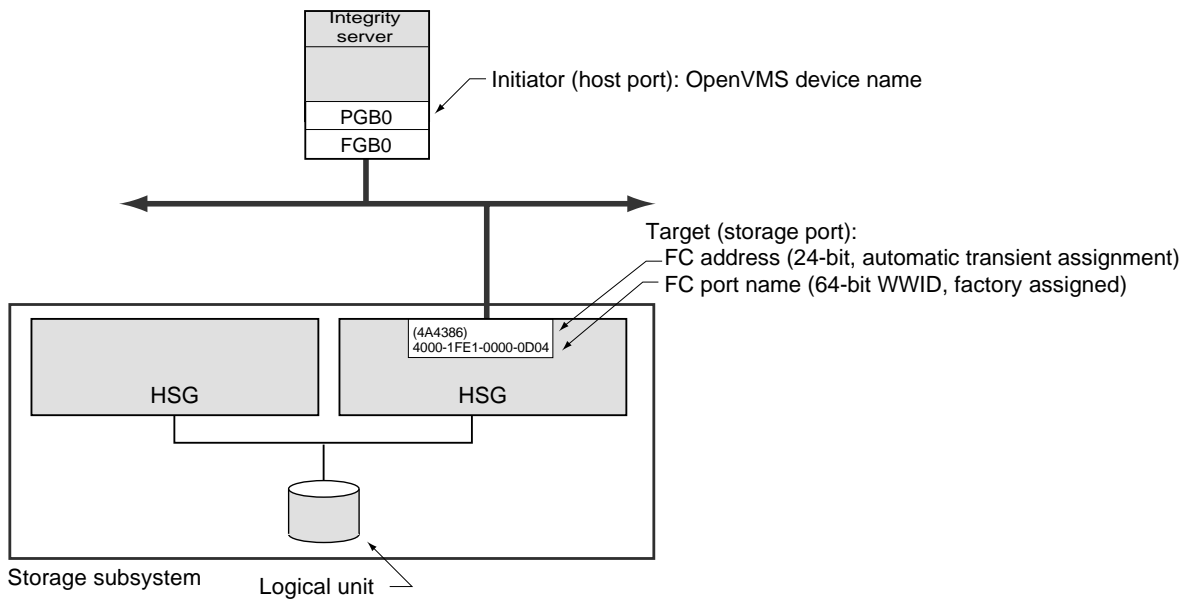 Integrity
server
Initiator (host port): OpenVMS device name
PGB0
FGB0
Target (storage port):
FC address (24-bit, automatic transient assignment)
FC port name (64-bit WWID, factory assigned)
(4A4386)
4000-1FE1-0000-0D04
HSG
HSG
Storage subsystem
Logical unit